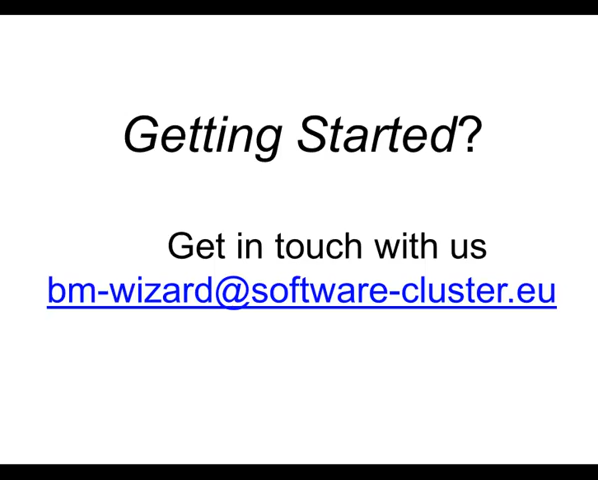 Getting Started?
Get in touch with us
bm-wizard@software-cluster.eu